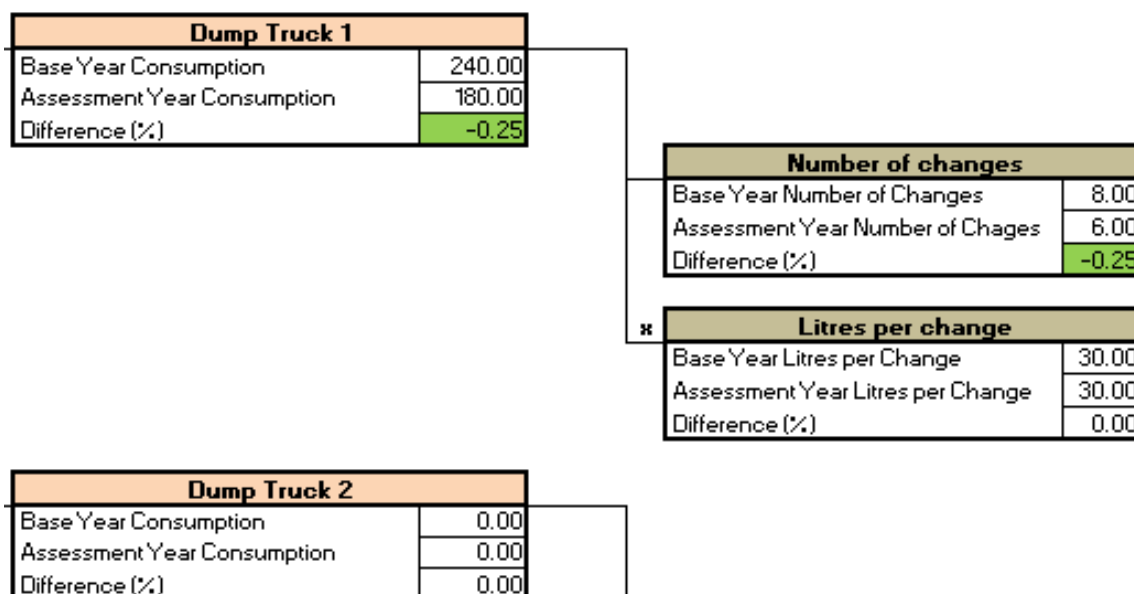 Dump Truck 1
Base Year Consumption 240.00
Assessment Year Consumption 180.00
Difference (%) -0.25
Number of changes
Base Year Number of Changes 8.00
Assessment Year Number of Chages 6.00
Difference (%) -0.25
x Litres per change
Base Year Litres per Change 30.00
Assessment Year Litres per Change 30.00
Difference (%) 0.00
Dump Truck 2
Base Year Consumption 0.00
Assessment Year Consumption 0.00
Difference (%) 0.00